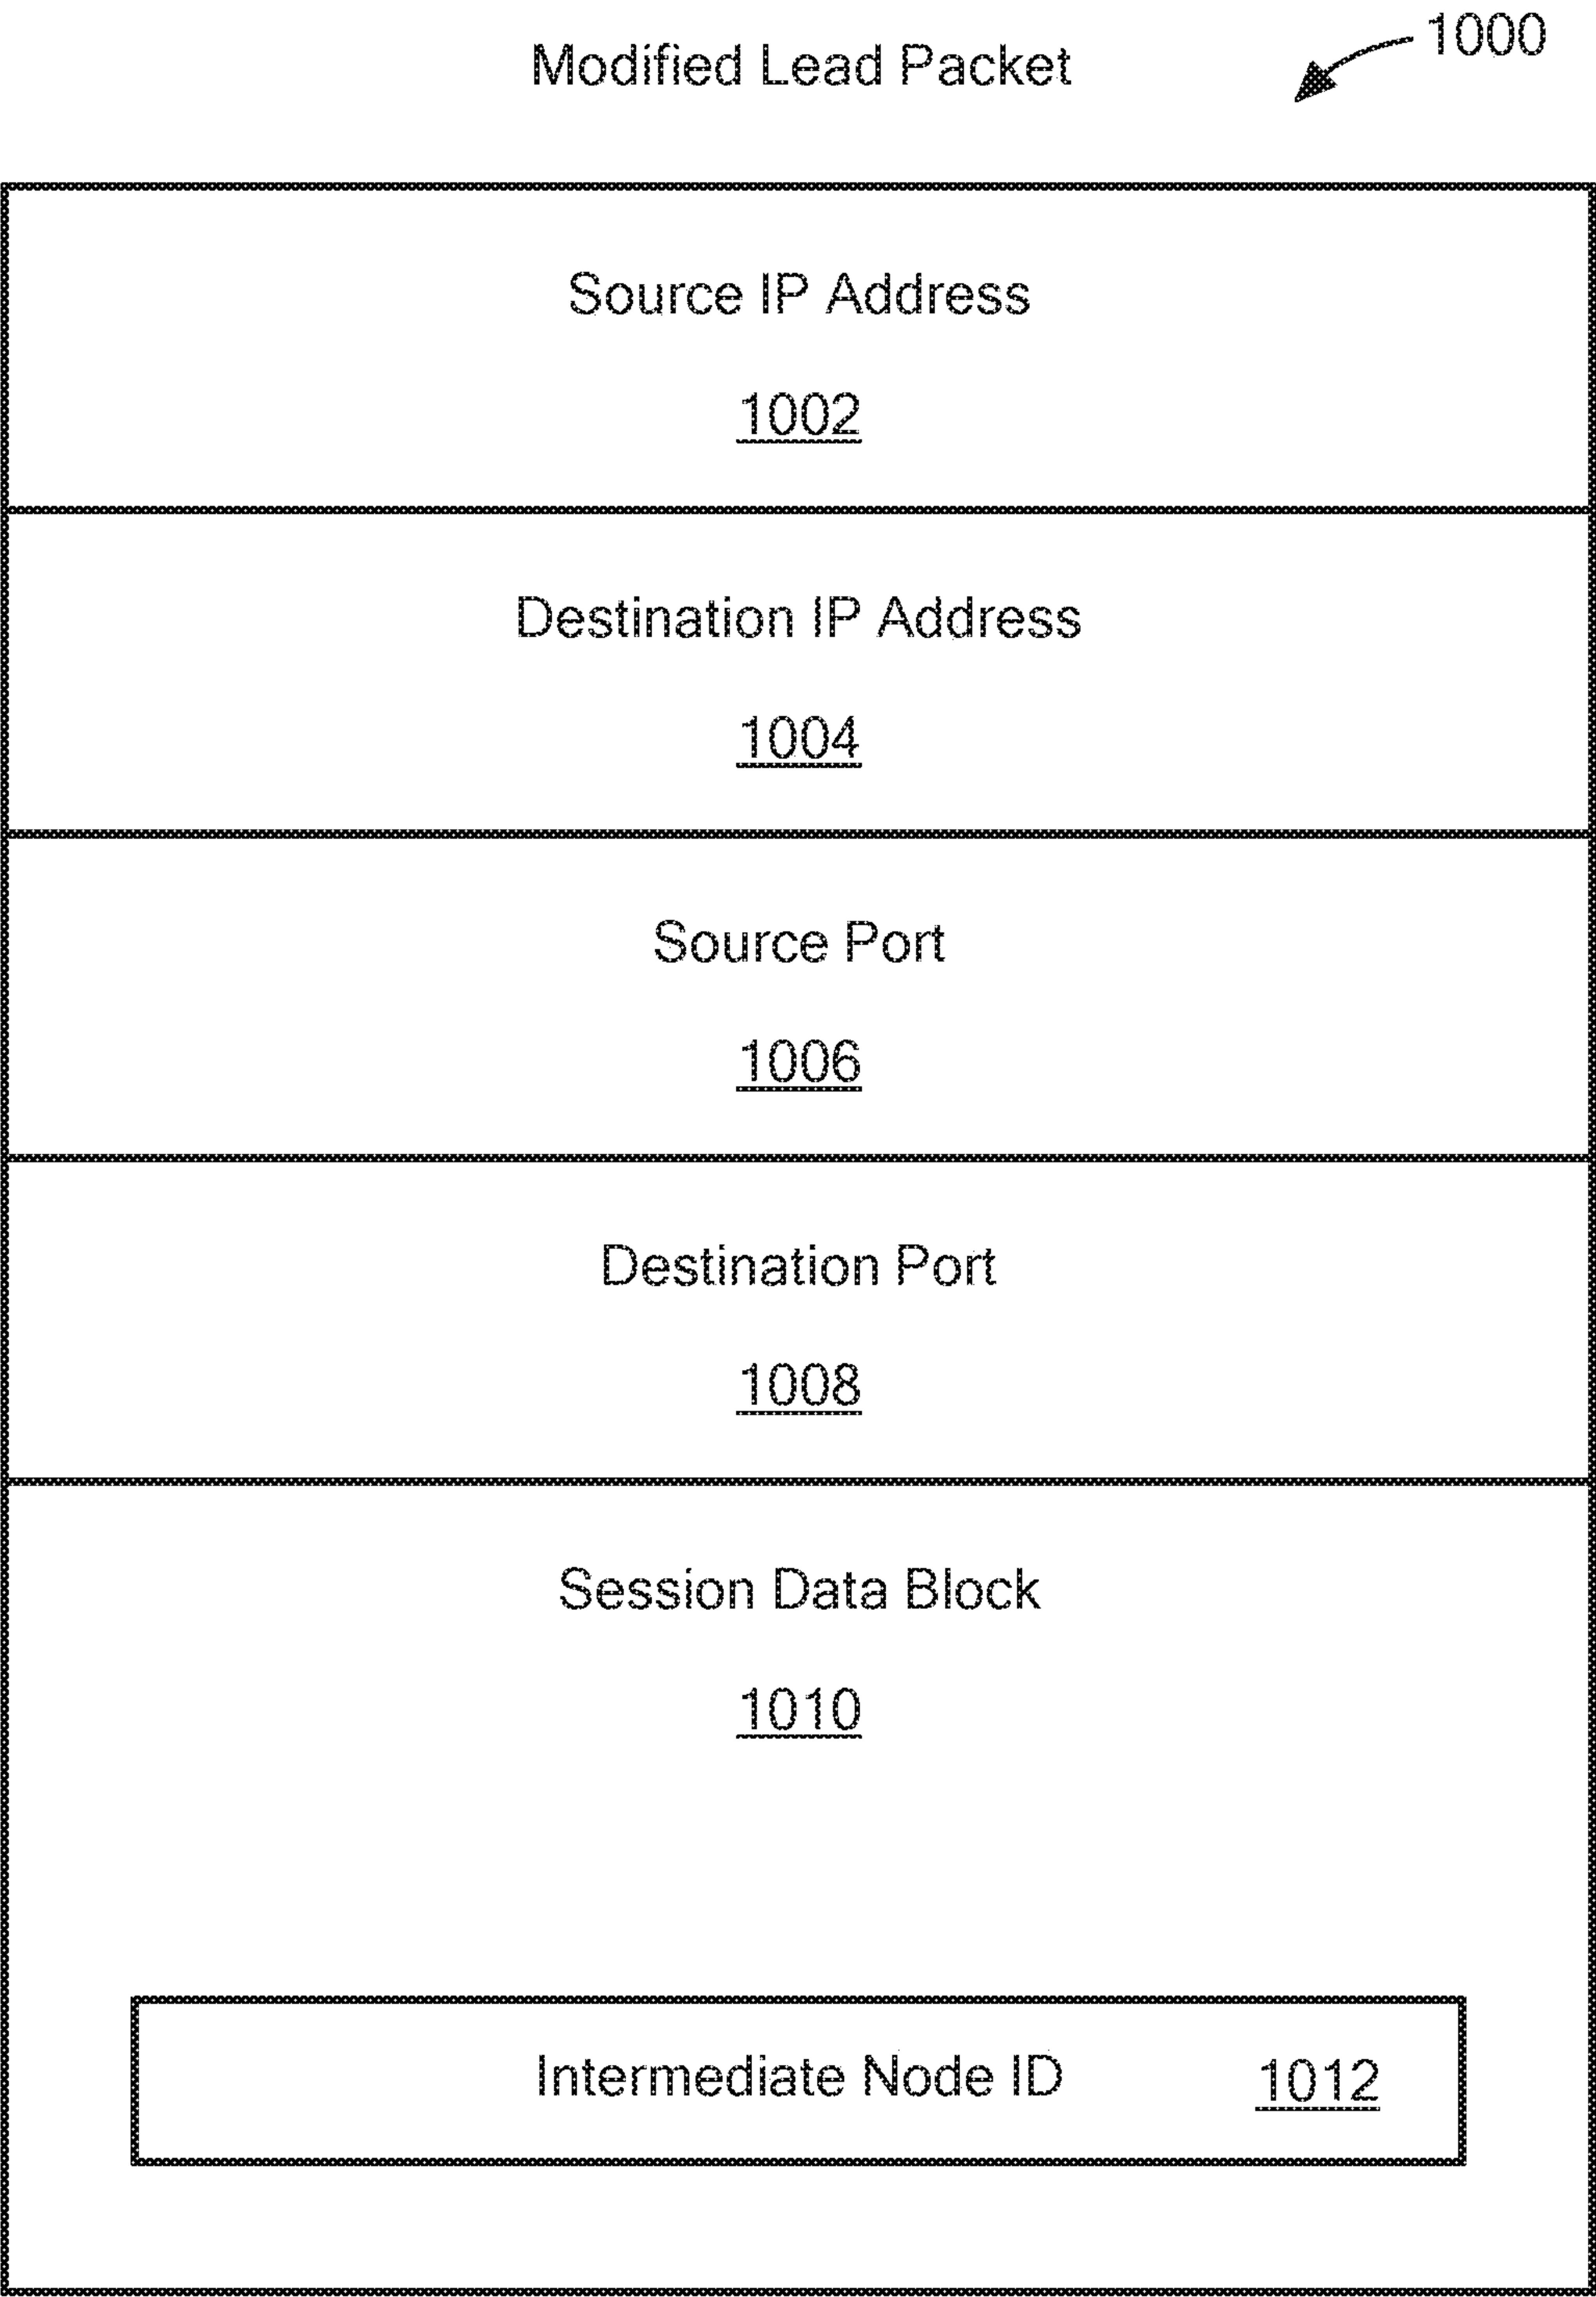 Modified Lead Packet
1000
Source IP Address
1002
Destination IP Address
1004
Source Port
1006
Destination Port
1008
Session Data Block
1010
Intermediate Node ID 1012